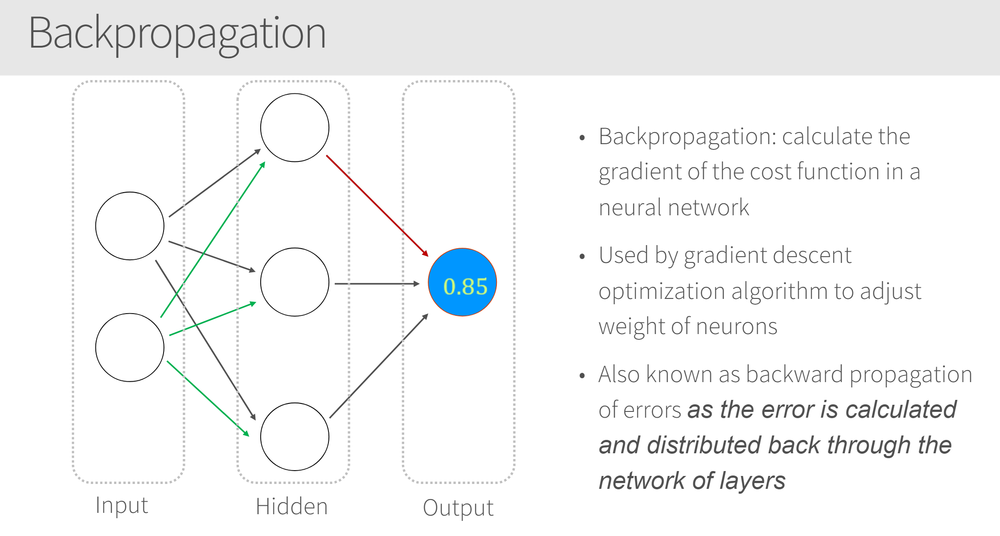 Backpropagation
0.85
Input
Hidden
Output
• Backpropagation: calculate the
gradient of the cost function in a
neural network
• Used by gradient descent
optimization algorithm to adjust
weight of neurons
• Also known as backward propagation
of errors as the error is calculated
and distributed back through the
network of layers